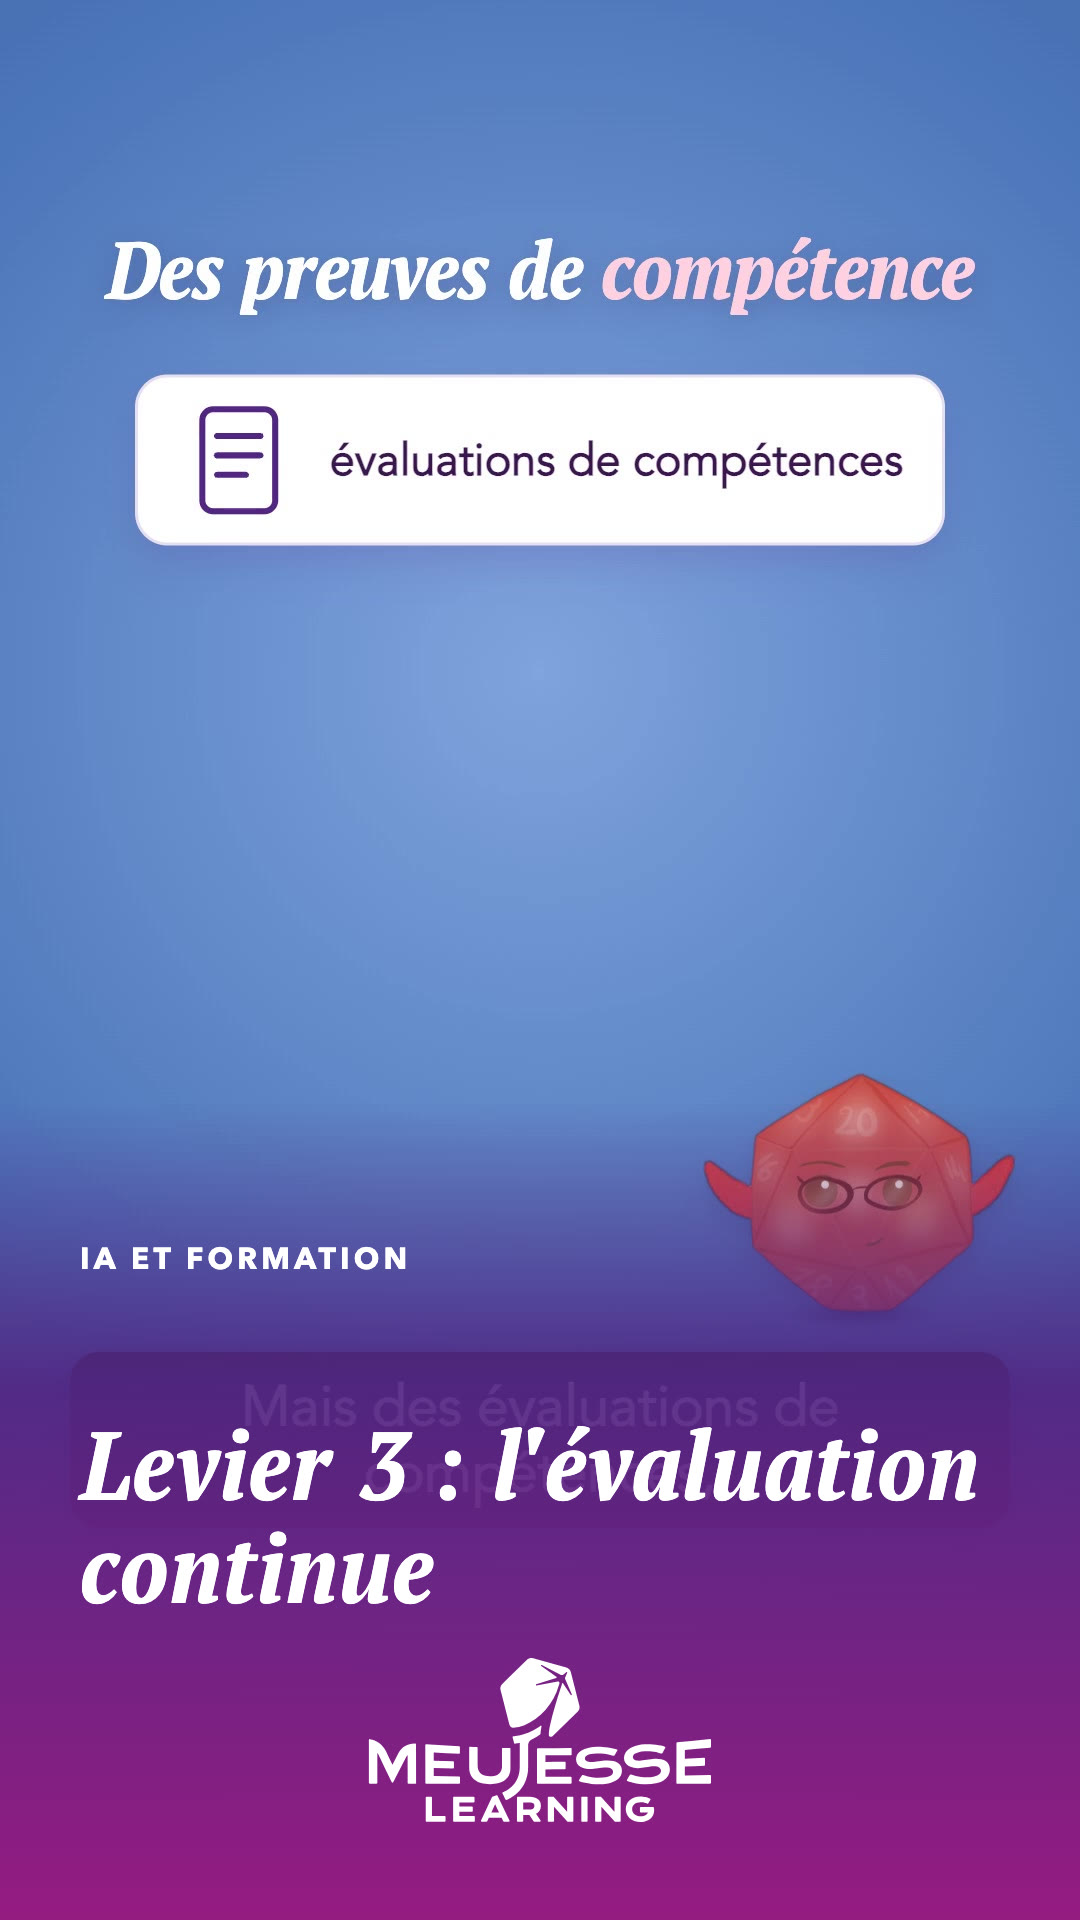 Des preuves de compétence
évaluations de compétences
20
IA ET FORMATION
Mais des évaluations de
Levier 3 : l'évaluation
continue
MEUJESSE
LEARNING